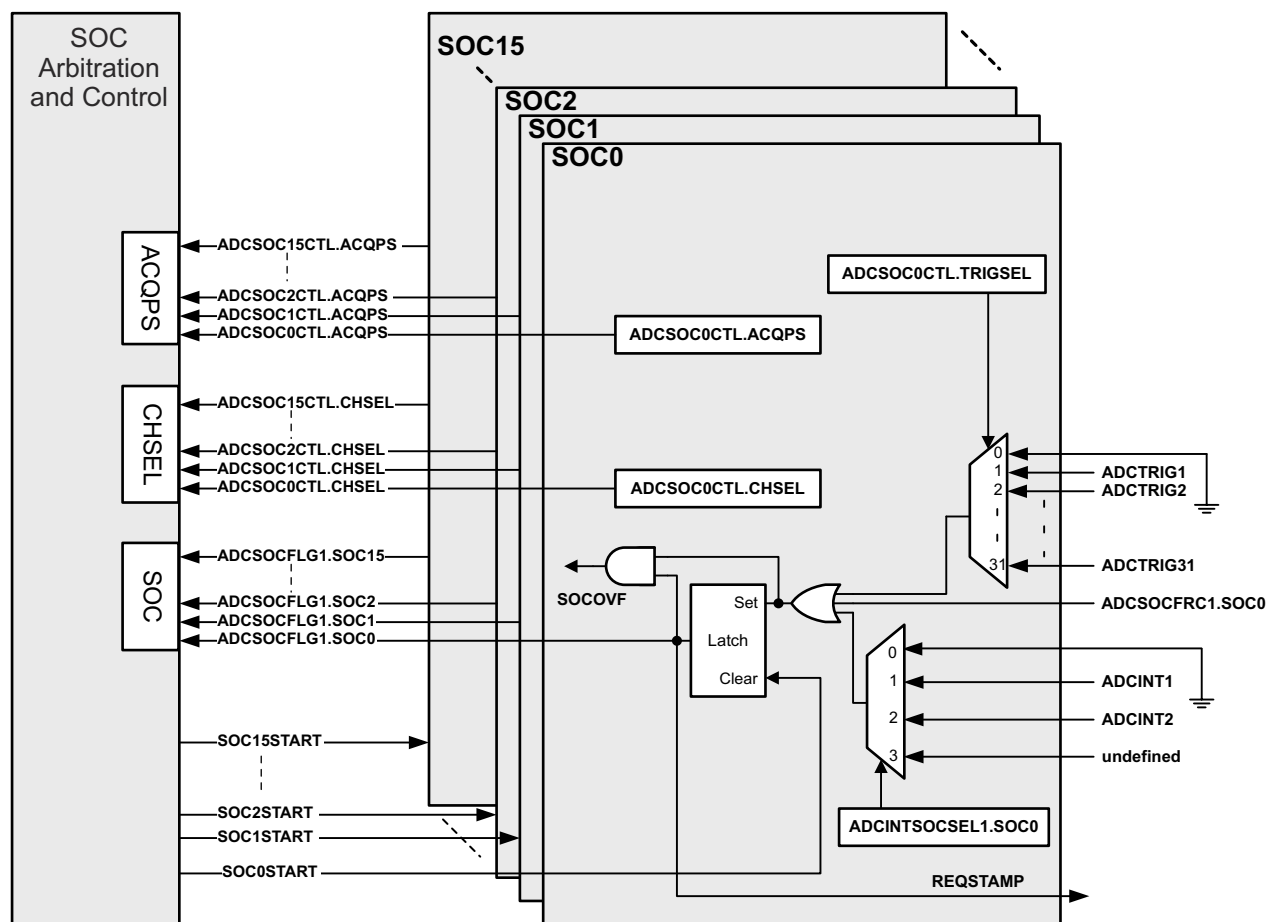 SOC
Arbitration
and Control
SOC15
SOC2
SOC1
SOC0
ACQPS
ADCSOC15CTL.ACQPS
ADCSOC2CTL.ACQPS
ADCSOC1CTL.ACQPS
ADCSOC0CTL.ACQPS
ADCSOC0CTL.TRIGSEL
ADCSOC0CTL.ACQPS
CHSEL
ADCSOC15CTL.CHSEL
ADCSOC2CTL.CHSEL
ADCSOC1CTL.CHSEL
ADCSOC0CTL.CHSEL
ADCSOC0CTL.CHSEL
0
1
2
31
ADCTRIG1
ADCTRIG2
ADCTRIG31
SOC
ADCSOCFLG1.SOC15
ADCSOCFLG1.SOC2
ADCSOCFLG1.SOC1
ADCSOCFLG1.SOC0
SOCOVF
Set
Latch
Clear
ADCSOCFRC1.SOC0
0
1
2
3
ADCINT1
ADCINT2
undefined
ADCINTSOCSEL1.SOC0
SOC15START
SOC2START
SOC1START
SOC0START
REQSTAMP